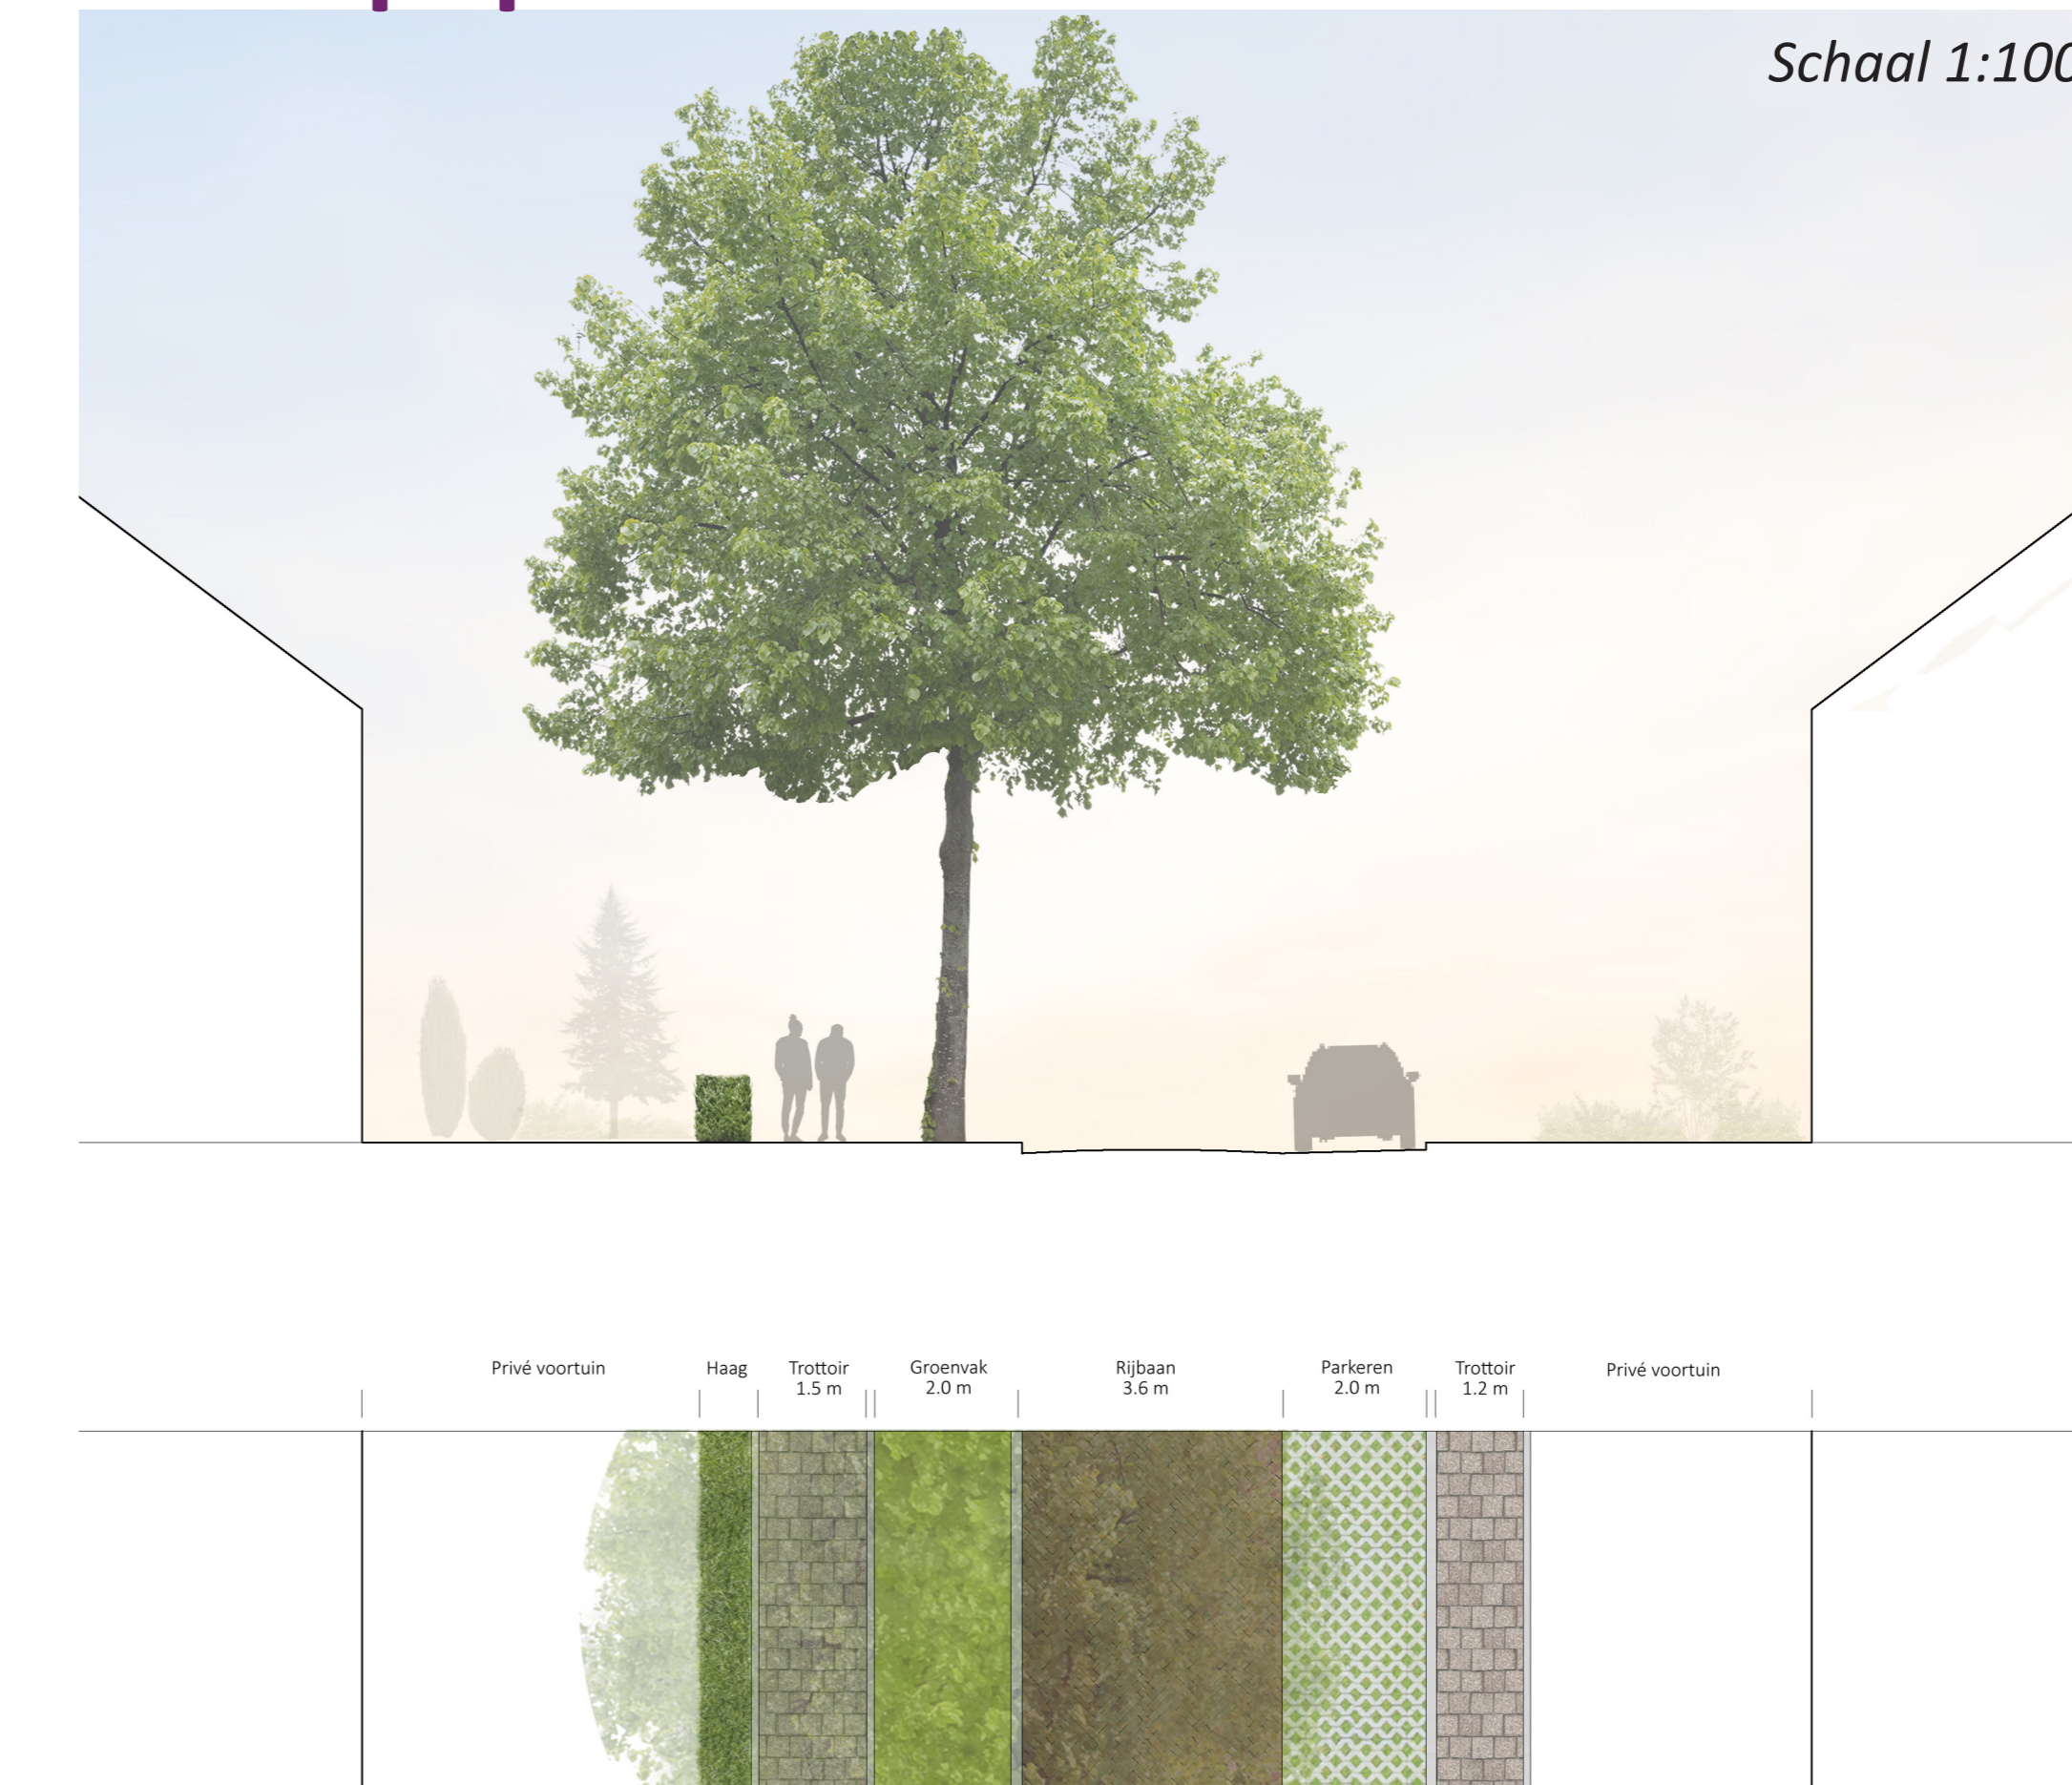 Schaal 1:100
Privé voortuin
Haag
Trottoir
1.5 m
Groenvak
2.0 m
Rijbaan
3.6 m
Parkeren
2.0 m
Trottoir
1.2 m
Privé voortuin